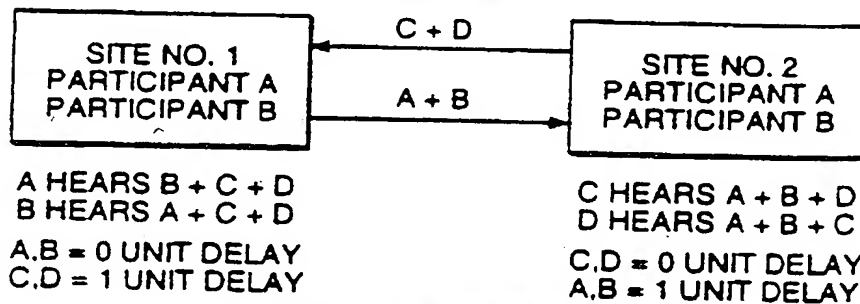 C + D
SITE NO. 1
PARTICIPANT A
PARTICIPANT B
A + B
SITE NO. 2
PARTICIPANT A
PARTICIPANT B
A HEARS B + C + D
B HEARS A + C + D
A,B = 0 UNIT DELAY
C,D = 1 UNIT DELAY
C HEARS A + B + D
D HEARS A + B + C
C,D = 0 UNIT DELAY
A,B = 1 UNIT DELAY